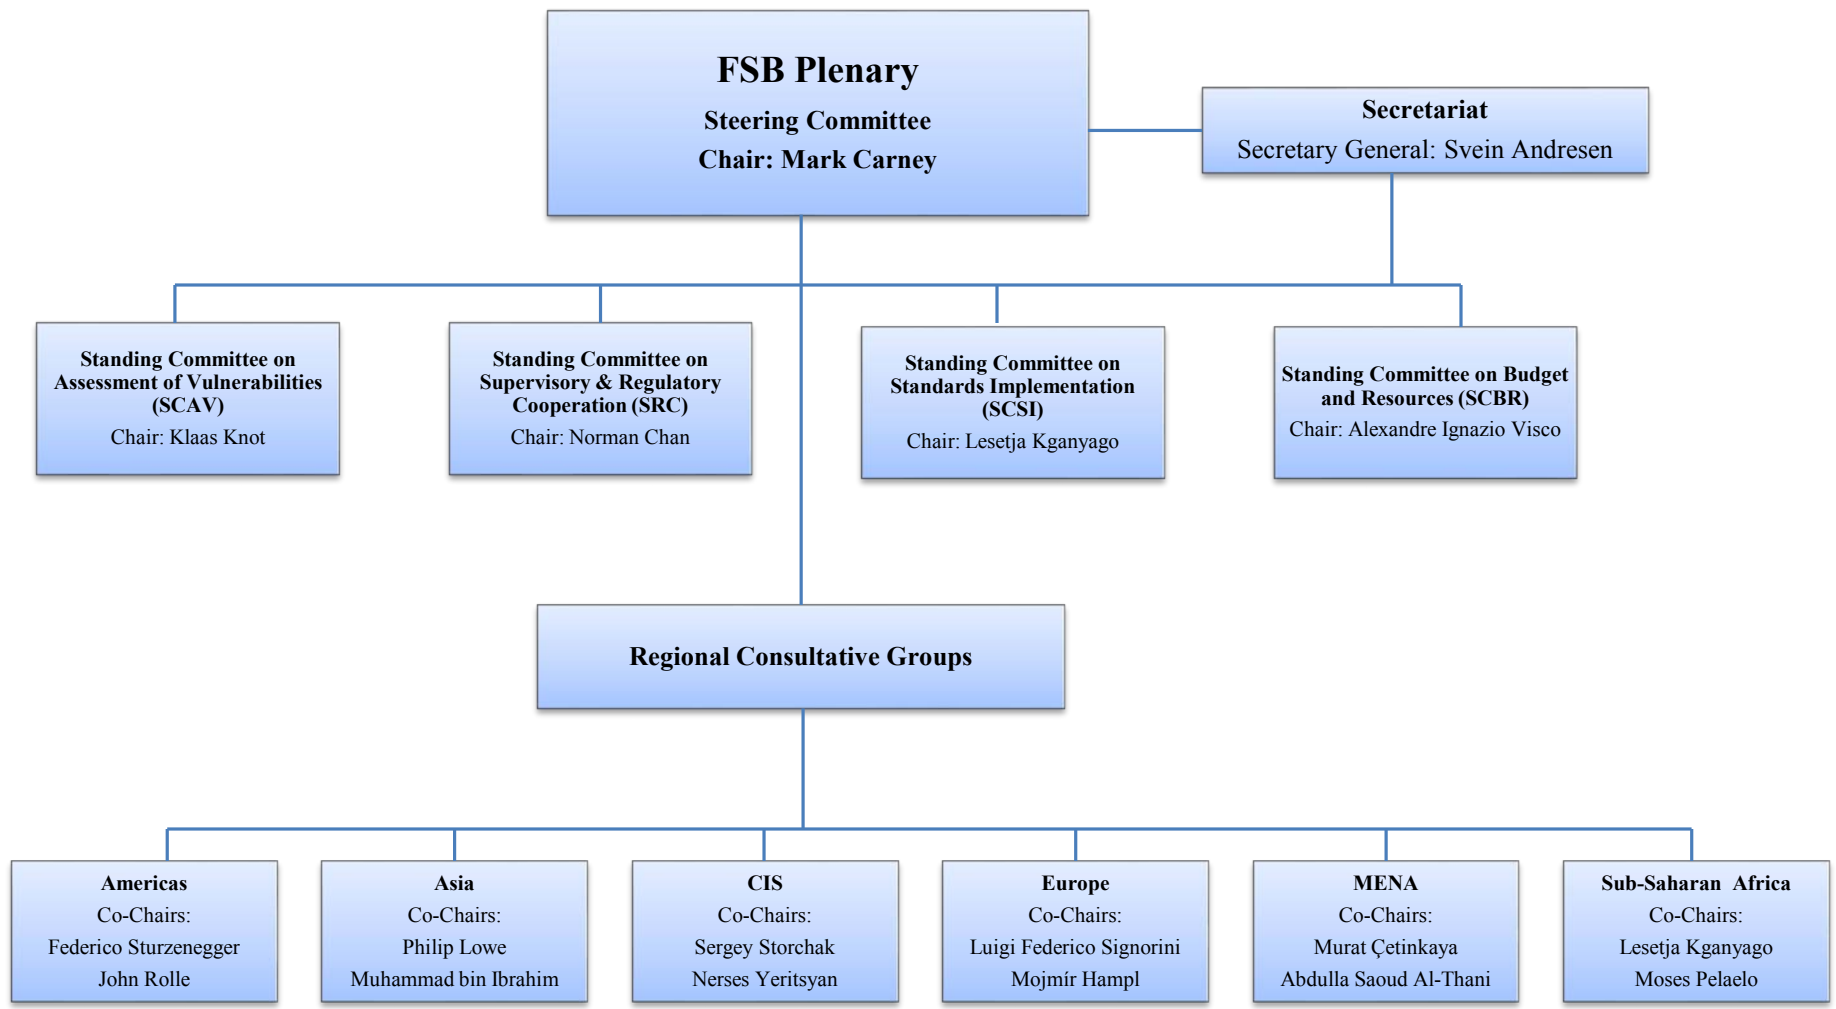 FSB Plenary
Steering Committee
Chair: Mark Carney
Secretariat
Secretary General: Svein Andresen
Standing Committee on
Assessment of Vulnerabilities
(SCAV)
Chair: Klaas Knot
Standing Committee on
Supervisory & Regulatory
Cooperation (SRC)
Chair: Norman Chan
Standing Committee on
Standards Implementation
(SCSI)
Chair: Lesetja Kganyago
Standing Committee on Budget
and Resources (SCBR)
Chair: Alexandre Ignazio Visco
Regional Consultative Groups
Americas
Co-Chairs:
Federico Sturzenegger
John Rolle
Asia
Co-Chairs:
Philip Lowe
Muhammad bin Ibrahim
CIS
Co-Chairs:
Sergey Storchak
Nerses Yeritsyan
Europe
Co-Chairs:
Luigi Federico Signorini
Mojmír Hampl
MENA
Co-Chairs:
Murat Çetinkaya
Abdulla Saoud Al-Thani
Sub-Saharan Africa
Co-Chairs:
Lesetja Kganyago
Moses Pelaelo